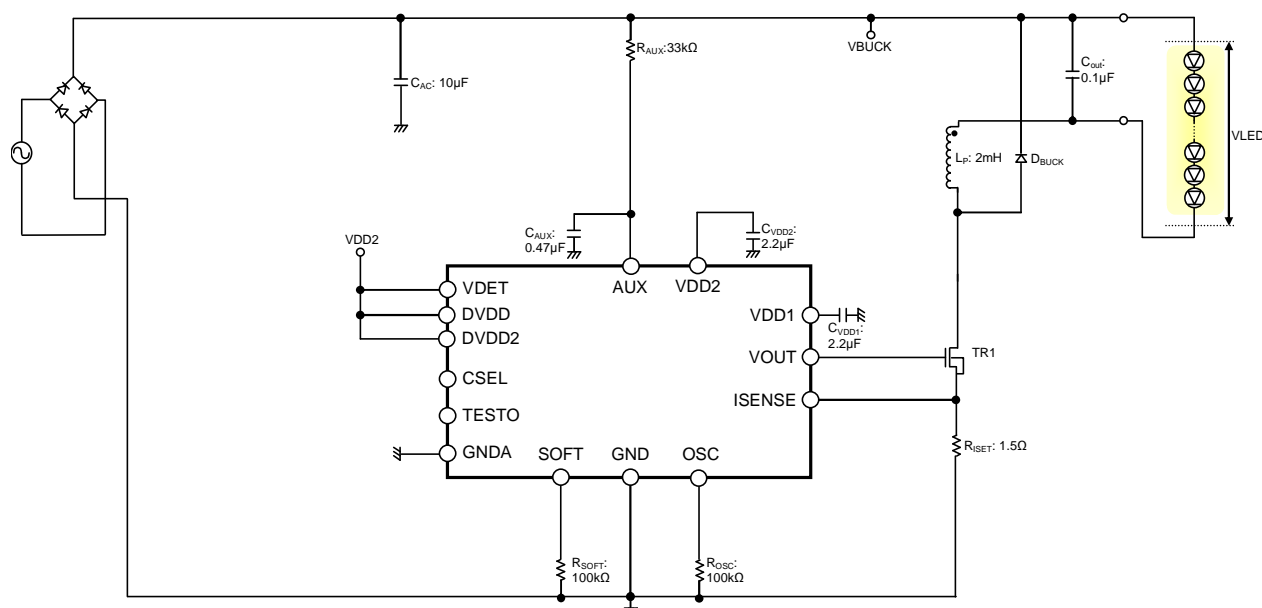 RAUX: 33kΩ
VBUCK
CAC: 10µF
Cout:
0.1µF
VLED
LP: 2mH
DBUCK
CAUX:
0.47µF
CVDD2:
2.2µF
VDD2
AUX
VDD2
VDET
DVDD
DVDD2
CSEL
TESTO
GNDA
VDD1
CVDD1:
2.2µF
VOUT
TR1
ISENSE
RISET: 1.5Ω
SOFT
GND
OSC
RSOFT:
100kΩ
ROSC:
100kΩ